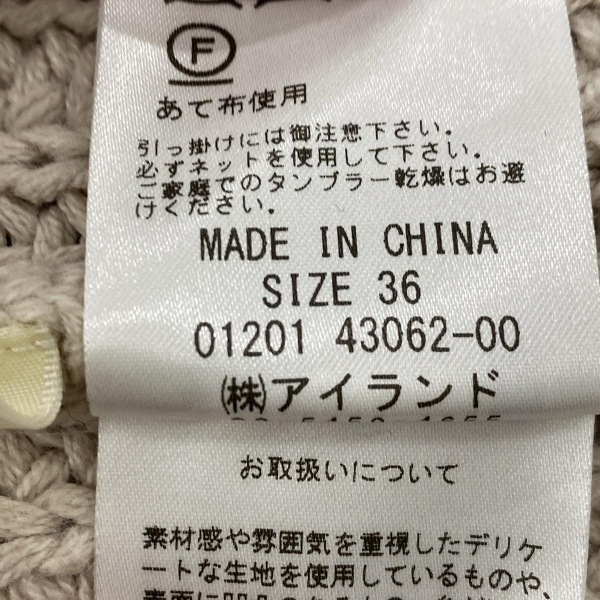 F
あて布使用
引っ掛けには御注意下さい。
必ずネットを使用して下さい。
ご家庭でのタンブラー乾燥はお避
けください。
MADE IN CHINA
SIZE 36
01201 43062-00
(株)アイランド
お取扱いについて
素材感や雰囲気を重視したデリケ
ートな生地を使用しているものや、